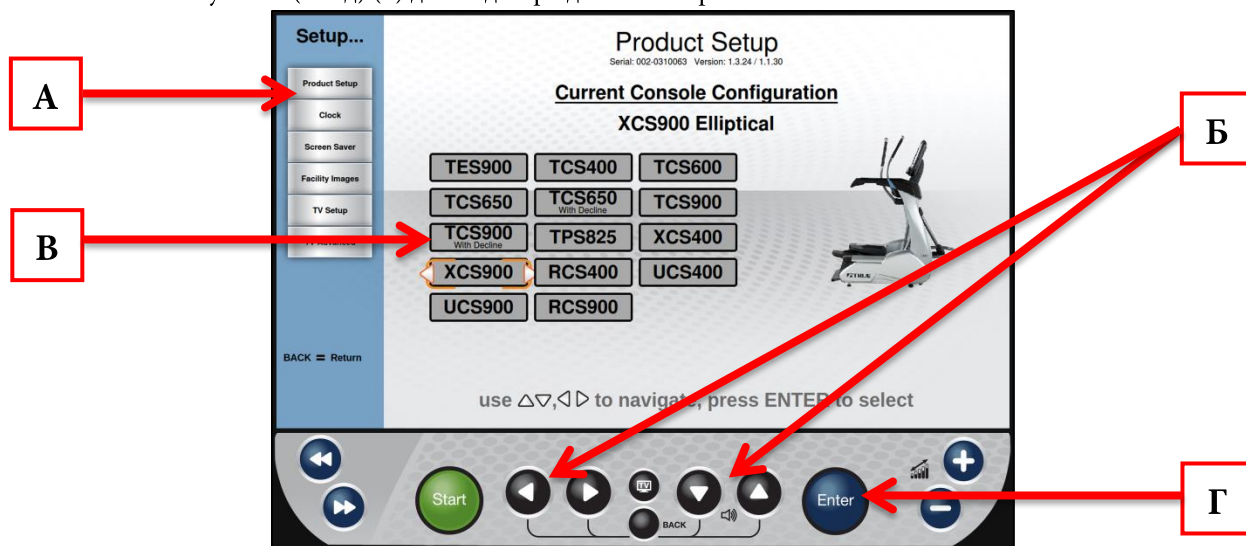 Setup...
Product Setup
Clock
Screen Saver
Facility Images
TV Setup
BACK = Return
Product Setup
Serial: 002-0310063 Version: 1.3.24 / 1.1.30
Current Console Configuration
XCS900 Elliptical
TES900 TCS400 TCS600
TCS650 TCS650 With Decline TCS900
TCS900 With Decline TPS825 XCS400
XCS900 RCS400 UCS400
UCS900 RCS900
TRUE
use △▽,◁ ▷ to navigate, press ENTER to select
Start
TV
BACK
Enter
А
Б
В
Г